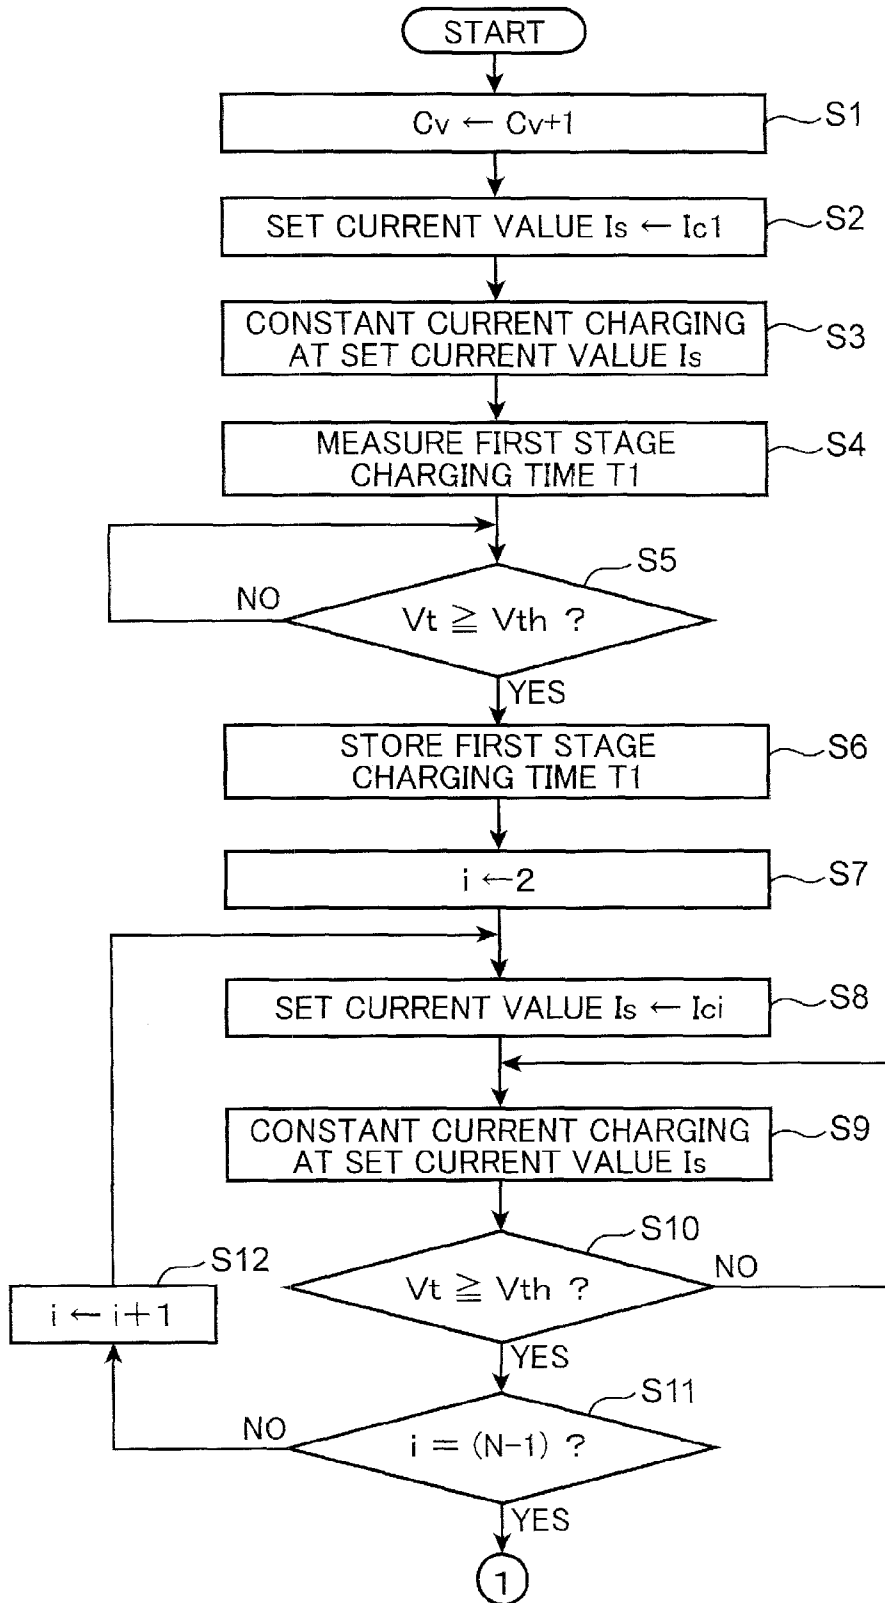 START
Cv ← Cv+1
S1
SET CURRENT VALUE Is ← Ic1
S2
CONSTANT CURRENT CHARGING
AT SET CURRENT VALUE Is
S3
MEASURE FIRST STAGE
CHARGING TIME T1
S4
S5
NO
Vt ≧ Vth ?
YES
STORE FIRST STAGE
CHARGING TIME T1
S6
i ←2
S7
SET CURRENT VALUE Is ← Ici
S8
CONSTANT CURRENT CHARGING
AT SET CURRENT VALUE Is
S9
S10
Vt ≧ Vth ?
NO
S12
i ← i+1
YES
S11
NO
i = (N-1) ?
YES
1